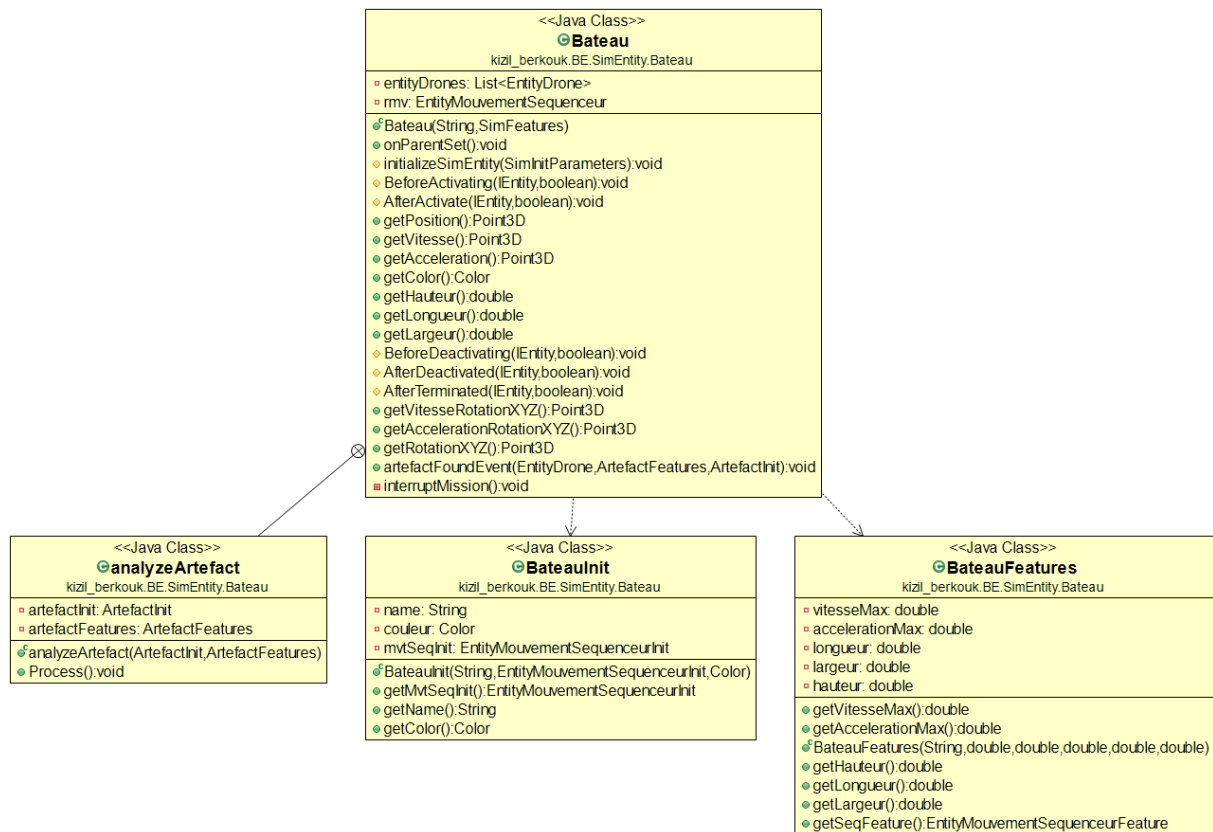 <<Java Class>>
Bateau
kizil_berkouk.BE.SimEntity.Bateau
entityDrones: List<EntityDrone>
rmv: EntityMouvementSequenceur
Bateau(String,SimFeatures)
onParentSet():void
initializeSimEntity(SimInitParameters):void
BeforeActivating(IEntity,boolean):void
AfterActivate(IEntity,boolean):void
getPosition():Point3D
getVitesse():Point3D
getAcceleration():Point3D
getColor():Color
getHauteur():double
getLongueur():double
getLargeur():double
BeforeDeactivating(IEntity,boolean):void
AfterDeactivated(IEntity,boolean):void
AfterTerminated(IEntity,boolean):void
getVitesseRotationXYZ():Point3D
getAccelerationRotationXYZ():Point3D
getRotationXYZ():Point3D
artefactFoundEvent(EntityDrone,ArtefactFeatures,ArtefactInit):void
interruptMission():void
<<Java Class>>
analyzeArtefact
kizil_berkouk.BE.SimEntity.Bateau
artefactInit: ArtefactInit
artefactFeatures: ArtefactFeatures
analyzeArtefact(ArtefactInit,ArtefactFeatures)
Process():void
<<Java Class>>
BateauInit
kizil_berkouk.BE.SimEntity.Bateau
name: String
couleur: Color
mvtSeqInit: EntityMouvementSequenceurInit
BateauInit(String,EntityMouvementSequenceurInit,Color)
getMvtSeqInit():EntityMouvementSequenceurInit
getName():String
getColor():Color
<<Java Class>>
BateauFeatures
kizil_berkouk.BE.SimEntity.Bateau
vitesseMax: double
accelerationMax: double
longueur: double
largeur: double
hauteur: double
getVitesseMax():double
getAccelerationMax():double
BateauFeatures(String,double,double,double,double,double)
getHauteur():double
getLongueur():double
getLargeur():double
getSeqFeature():EntityMouvementSequenceurFeature